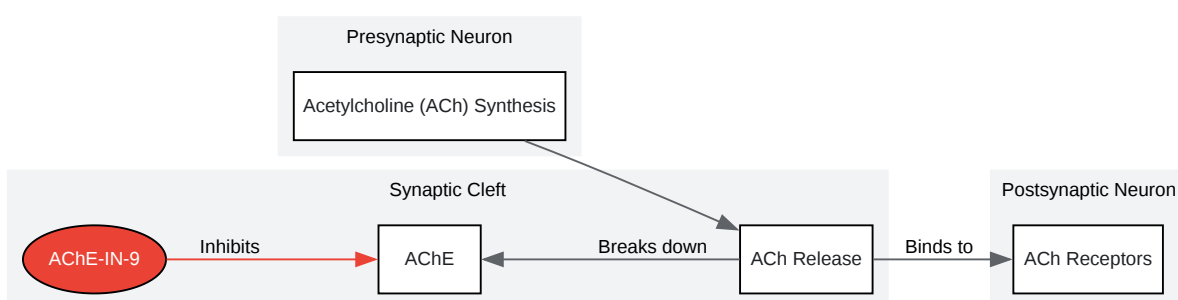 Presynaptic Neuron
Acetylcholine (ACh) Synthesis
Synaptic Cleft
Postsynaptic Neuron
AChE-IN-9
Inhibits
AChE
Breaks down
ACh Release
Binds to
ACh Receptors